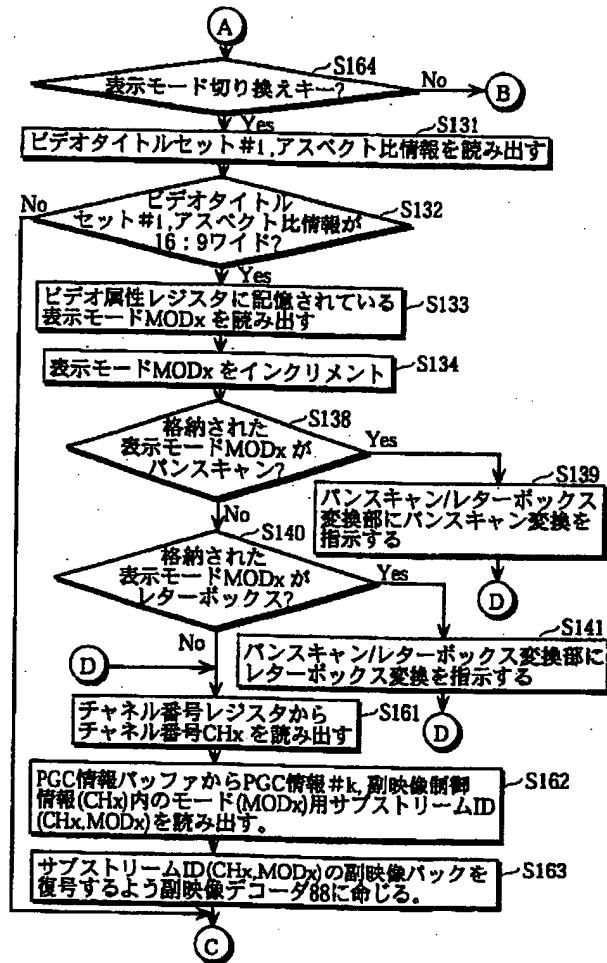 A
S164
表示モード切り換えキー?
No
B
Yes
S131
ビデオタイトルセット#1,アスペクト比情報を読み出す
No
ビデオタイトル
セット#1,アスペクト比情報が
16:9ワイド?
S132
Yes
ビデオ属性レジスタに記憶されている
表示モードMODxを読み出す
S133
表示モードMODxをインクリメント
S134
格納された
表示モードMODxが
パンスキャン?
S138
Yes
S139
パンスキャン/レターボックス
変換部にパンスキャン変換を
指示する
D
No
S140
格納された
表示モードMODxが
レターボックス?
Yes
S141
パンスキャン/レターボックス変換部に
レターボックス変換を指示する
D
No
D
チャネル番号レジスタから
チャネル番号CHxを読み出す
S161
PGC情報バッファからPGC情報#k,副映像制御
情報(CHx)内のモード(MODx)用サブストリームID
(CHx,MODx)を読み出す。
S162
サブストリームID(CHx,MODx)の副映像パックを
復号するよう副映像デコーダ88に命じる。
S163
C